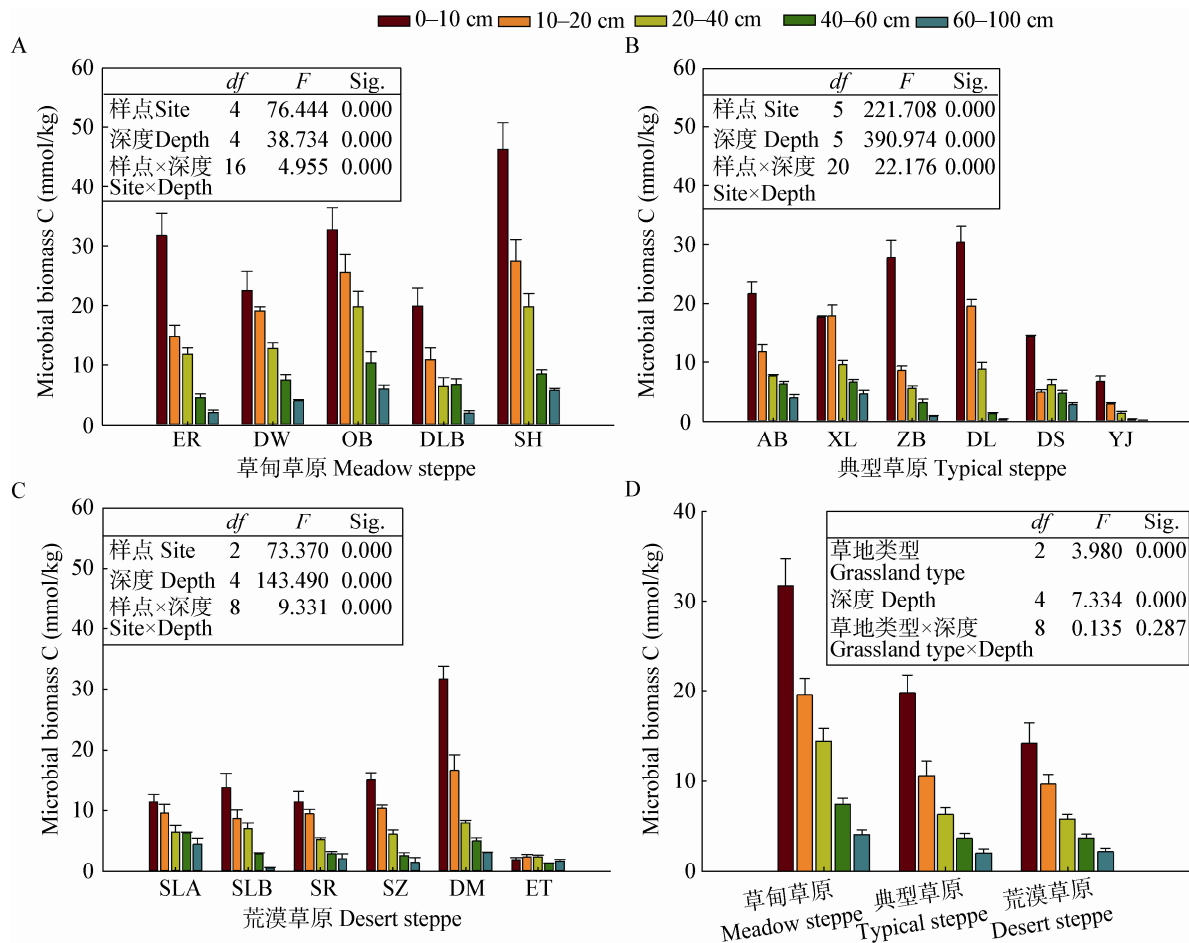 0–10 cm 10–20 cm 20–40 cm 40–60 cm 60–100 cm
A
Microbial biomass C (mmol/kg)
60
50
40
30
20
10
0
df F Sig.
样点Site 4 76.444 0.000
深度Depth 4 38.734 0.000
样点×深度 16 4.955 0.000
Site×Depth
ER DW OB DLB SH
草甸草原 Meadow steppe
B
Microbial biomass C (mmol/kg)
60
50
40
30
20
10
0
df F Sig.
样点 Site 5 221.708 0.000
深度 Depth 5 390.974 0.000
样点×深度 20 22.176 0.000
Site×Depth
AB XL ZB DL DS YJ
典型草原 Typical steppe
C
Microbial biomass C (mmol/kg)
60
50
40
30
20
10
0
df F Sig.
样点 Site 2 73.370 0.000
深度 Depth 4 143.490 0.000
样点×深度 8 9.331 0.000
Site×Depth
SLA SLB SR SZ DM ET
荒漠草原 Desert steppe
D
Microbial biomass C (mmol/kg)
40
30
20
10
0
df F Sig.
草地类型 2 3.980 0.000
Grassland type
深度 Depth 4 7.334 0.000
草地类型×深度 8 0.135 0.287
Grassland type×Depth
草甸草原 典型草原 荒漠草原
Meadow steppe Typical steppe Desert steppe